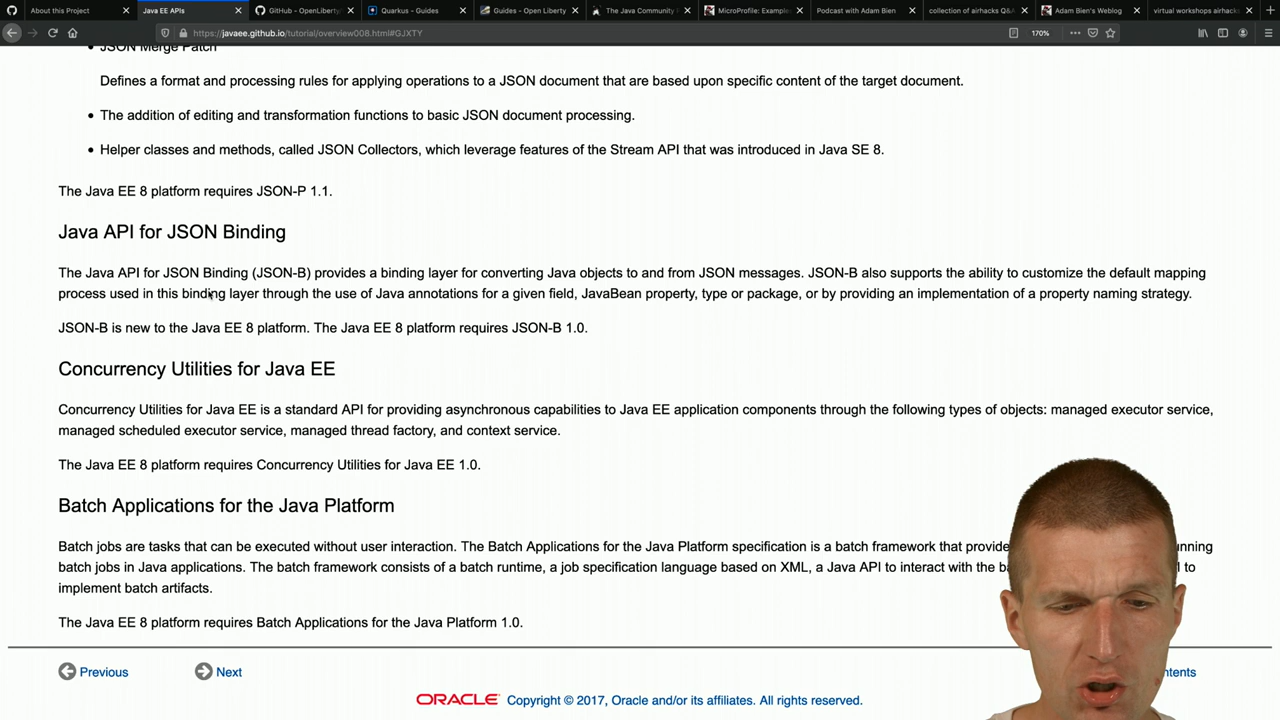 About this Project
Java EE APIs
GitHub - OpenLiberty/
Quarkus - Guides
Guides - Open Liberty
The Java Community P
MicroProfile: Example
Podcast with Adam Bien
collection of airhacks Q&A
Adam Bien's Weblog
virtual workshops airhac
https://javaee.github.io/tutorial/overview008.html#GJXTY
170%
JSON Merge Patch
Defines a format and processing rules for applying operations to a JSON document that are based upon specific content of the target document.
The addition of editing and transformation functions to basic JSON document processing.
Helper classes and methods, called JSON Collectors, which leverage features of the Stream API that was introduced in Java SE 8.
The Java EE 8 platform requires JSON-P 1.1.
Java API for JSON Binding
The Java API for JSON Binding (JSON-B) provides a binding layer for converting Java objects to and from JSON messages. JSON-B also supports the ability to customize the default mapping
process used in this binding layer through the use of Java annotations for a given field, JavaBean property, type or package, or by providing an implementation of a property naming strategy.
JSON-B is new to the Java EE 8 platform. The Java EE 8 platform requires JSON-B 1.0.
Concurrency Utilities for Java EE
Concurrency Utilities for Java EE is a standard API for providing asynchronous capabilities to Java EE application components through the following types of objects: managed executor service,
managed scheduled executor service, managed thread factory, and context service.
The Java EE 8 platform requires Concurrency Utilities for Java EE 1.0.
Batch Applications for the Java Platform
Batch jobs are tasks that can be executed without user interaction. The Batch Applications for the Java Platform specification is a batch framework that provide unning
batch jobs in Java applications. The batch framework consists of a batch runtime, a job specification language based on XML, a Java API to interact with the ba to
implement batch artifacts.
The Java EE 8 platform requires Batch Applications for the Java Platform 1.0.
Previous
Next
ntents
ORACLE Copyright © 2017, Oracle and/or its affiliates. All rights reserved.